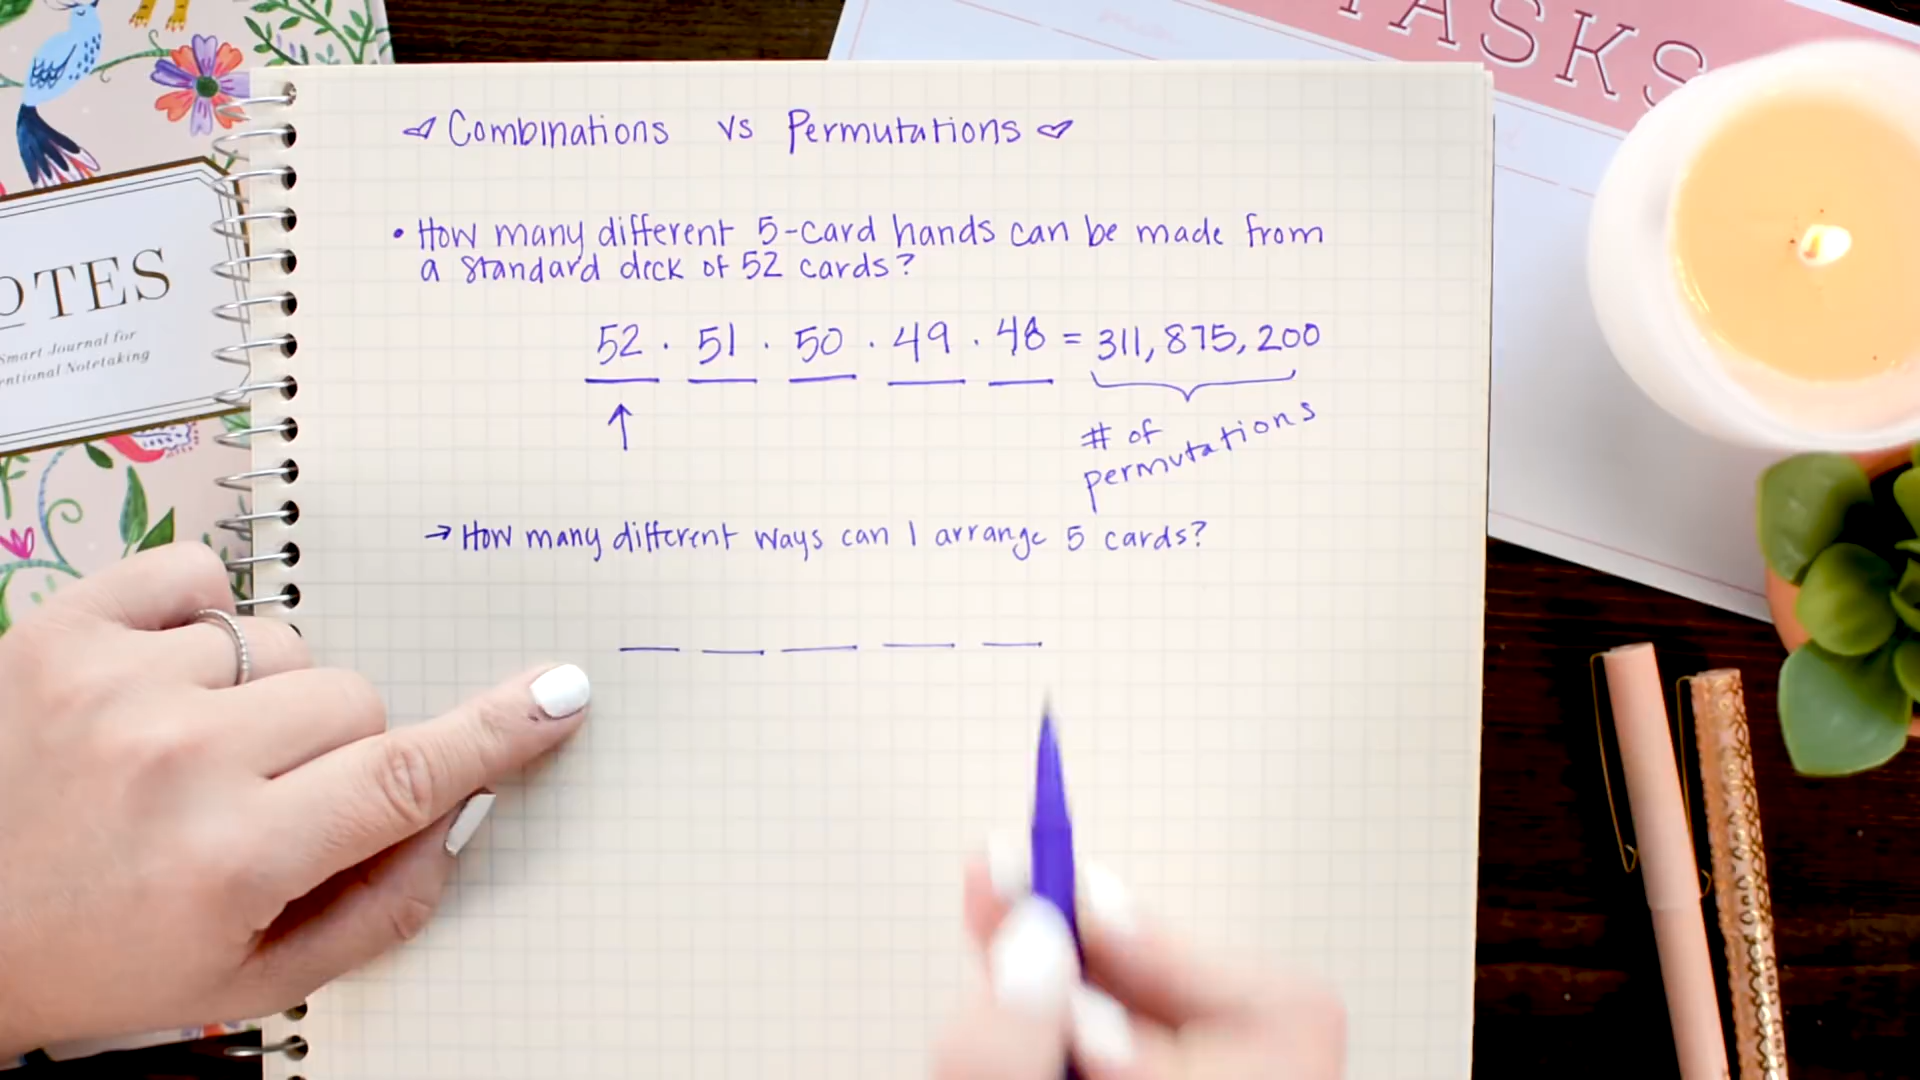 TASKS
Combinations vs Permutations
• How many different 5-card hands can be made from
a standard deck of 52 cards?
52 · 51 · 50 · 49 · 48 = 311,875,200
↑
# of
permutations
→ How many different ways can I arrange 5 cards?
OTES
Smart Journal for
entional Notetaking